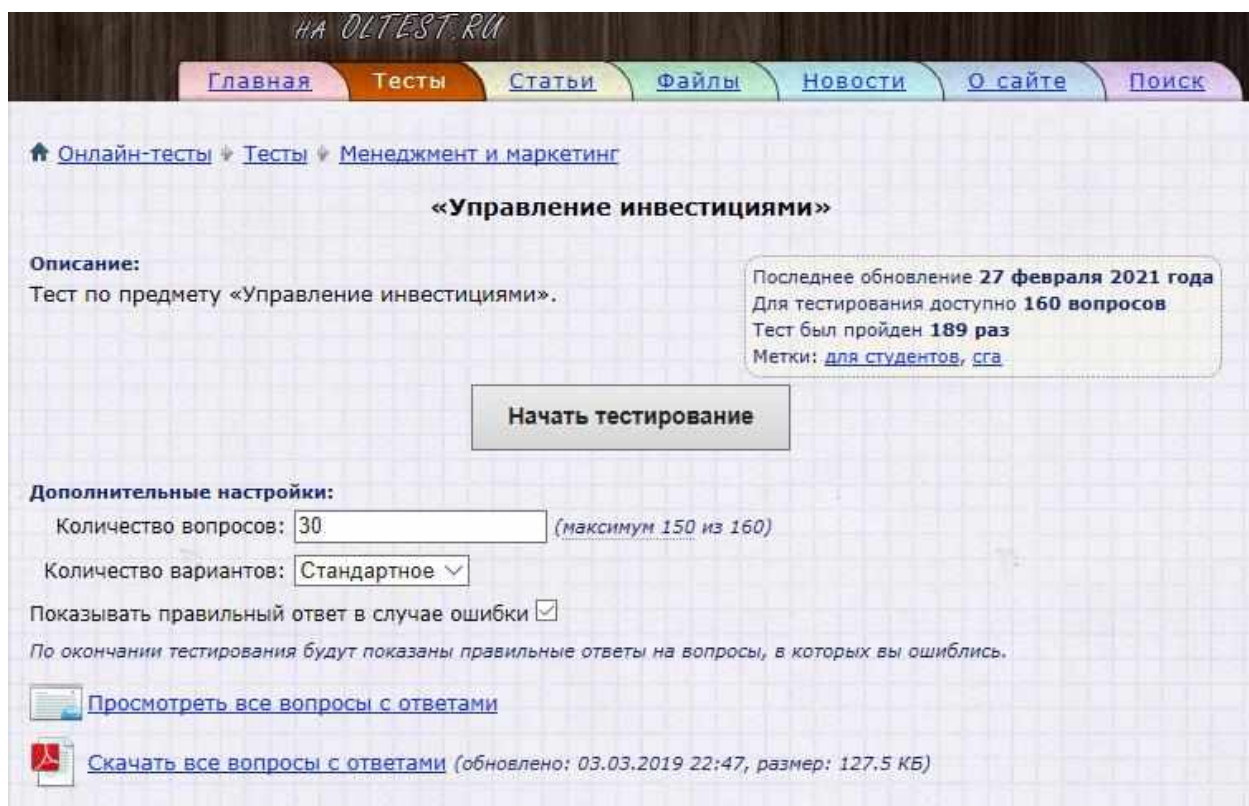 на OLTEST.RU
Главная Тесты Статьи Файлы Новости О сайте Поиск
Онлайн-тесты Тесты Менеджмент и маркетинг
«Управление инвестициями»
Описание:
Тест по предмету «Управление инвестициями».
Последнее обновление 27 февраля 2021 года
Для тестирования доступно 160 вопросов
Тест был пройден 189 раз
Метки: для студентов, сга
Начать тестирование
Дополнительные настройки:
Количество вопросов: 30 (максимум 150 из 160)
Количество вариантов: Стандартное
Показывать правильный ответ в случае ошибки
По окончании тестирования будут показаны правильные ответы на вопросы, в которых вы ошиблись.
Просмотреть все вопросы с ответами
Скачать все вопросы с ответами (обновлено: 03.03.2019 22:47, размер: 127.5 КБ)